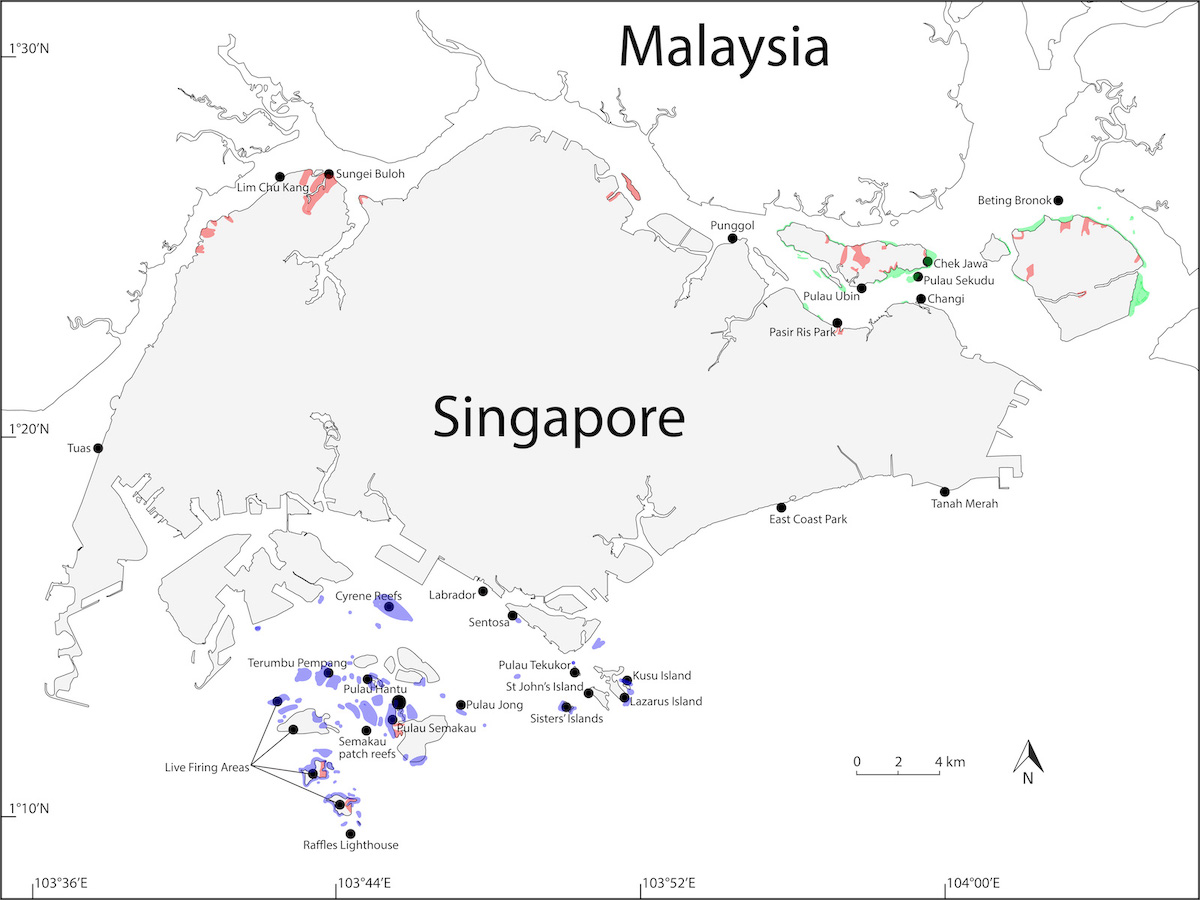 Malaysia
1°30′N
Sungei Buloh
Lim Chu Kang
Beting Bronok
Punggol
Chek Jawa
Pulau Sekudu
Pulau Ubin
Changi
Pasir Ris Park
Singapore
1°20′N
Tuas
Tanah Merah
East Coast Park
Cyrene Reefs
Labrador
Sentosa
Terumbu Pempang
Pulau Tekukor
Kusu Island
Pulau Hantu
St John's Island
Lazarus Island
Pulau Jong
Sisters' Islands
Pulau Semakau
Semakau
patch reefs
Live Firing Areas
0 2 4 km
N
1°10′N
Raffles Lighthouse
103°36′E
103°44′E
103°52′E
104°00′E